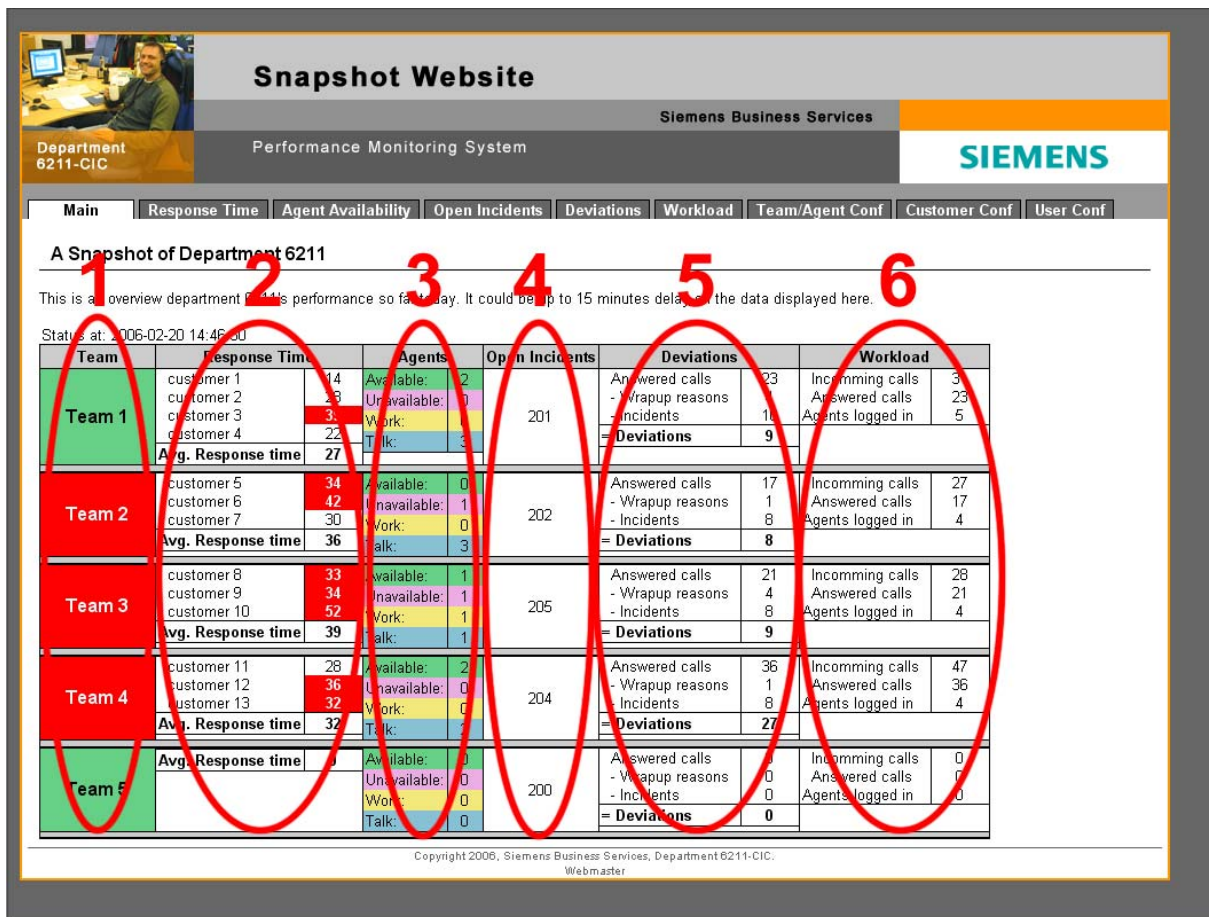 Snapshot Website
Siemens Business Services
Department
6211-CIC
Performance Monitoring System
SIEMENS
Main Response Time Agent Availability Open Incidents Deviations Workload Team/Agent Conf Customer Conf User Conf
A Snapshot of Department 6211
1 2 3 4 5 6
This is an overview department 6211's performance so far today. It could be up to 15 minutes delay on the data displayed here.
Status at: 2006-02-20 14:46:
Team Response Time Agents Open Incidents Deviations Workload
Team 1
customer 1 14
customer 2 28
customer 3
customer 4 22
Avg. Response time 27
Available: 2
Unavailable: 0
Work:
Talk: 3
201
Answered calls 23
- Wrapup reasons
- Incidents
= Deviations 9
Incomming calls
Answered calls 23
Agents logged in 5
Team 2
customer 5 34
customer 6 42
customer 7 30
Avg. Response time 36
Available: 0
Unavailable: 1
Work: 0
Talk: 3
202
Answered calls 17
- Wrapup reasons 1
- Incidents 8
= Deviations 8
Incomming calls 27
Answered calls 17
Agents logged in 4
Team 3
customer 8 33
customer 9 34
customer 10 52
Avg. Response time 39
Available: 1
Unavailable: 1
Work: 1
Talk: 1
205
Answered calls 21
- Wrapup reasons 4
- Incidents 8
= Deviations 9
Incomming calls 28
Answered calls 21
Agents logged in 4
Team 4
customer 11 28
customer 12 36
customer 13 32
Avg. Response time 32
Available: 2
Unavailable: 0
Work: 0
Talk:
204
Answered calls 36
- Wrapup reasons 1
- Incidents 8
= Deviations 27
Incomming calls 47
Answered calls 36
Agents logged in 4
Team 5
Avg. Response time
Available: 0
Unavailable: 0
Work: 0
Talk: 0
200
Answered calls
- Wrapup reasons 0
- Incidents 0
= Deviations 0
Incomming calls 0
Answered calls 0
Agents logged in 0
Copyright 2006, Siemens Business Services, Department 6211-CIC.
Webmaster